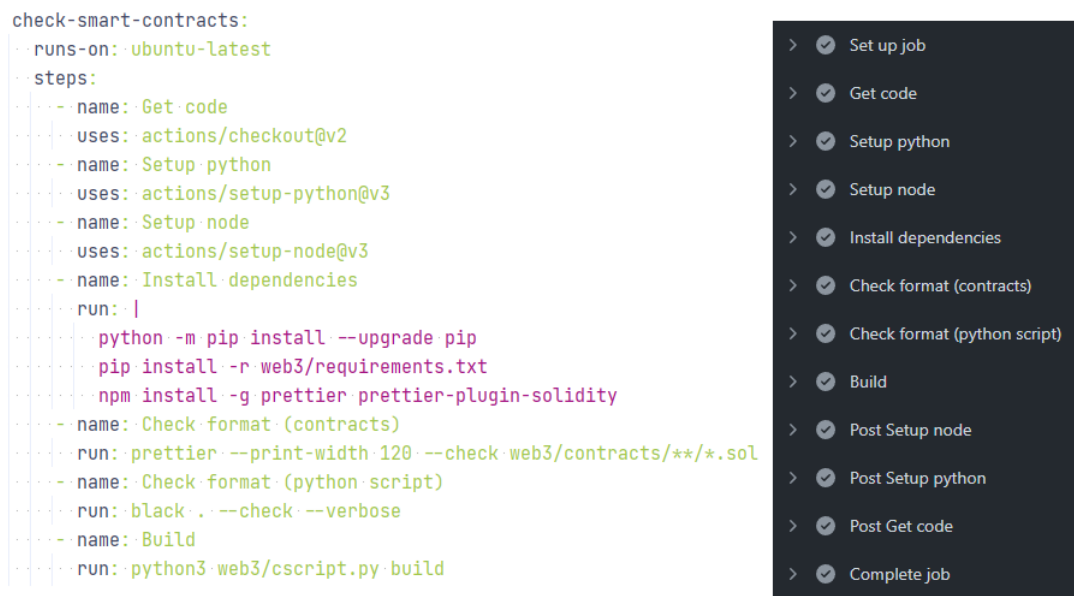 check-smart-contracts:
runs-on: ubuntu-latest
steps:
- name: Get code
uses: actions/checkout@v2
- name: Setup python
uses: actions/setup-python@v3
- name: Setup node
uses: actions/setup-node@v3
- name: Install dependencies
run: |
python -m pip install --upgrade pip
pip install -r web3/requirements.txt
npm install -g prettier prettier-plugin-solidity
- name: Check format (contracts)
run: prettier --print-width 120 --check web3/contracts/**/*.sol
- name: Check format (python script)
run: black . --check --verbose
- name: Build
run: python3 web3/cscript.py build
Set up job
Get code
Setup python
Setup node
Install dependencies
Check format (contracts)
Check format (python script)
Build
Post Setup node
Post Setup python
Post Get code
Complete job